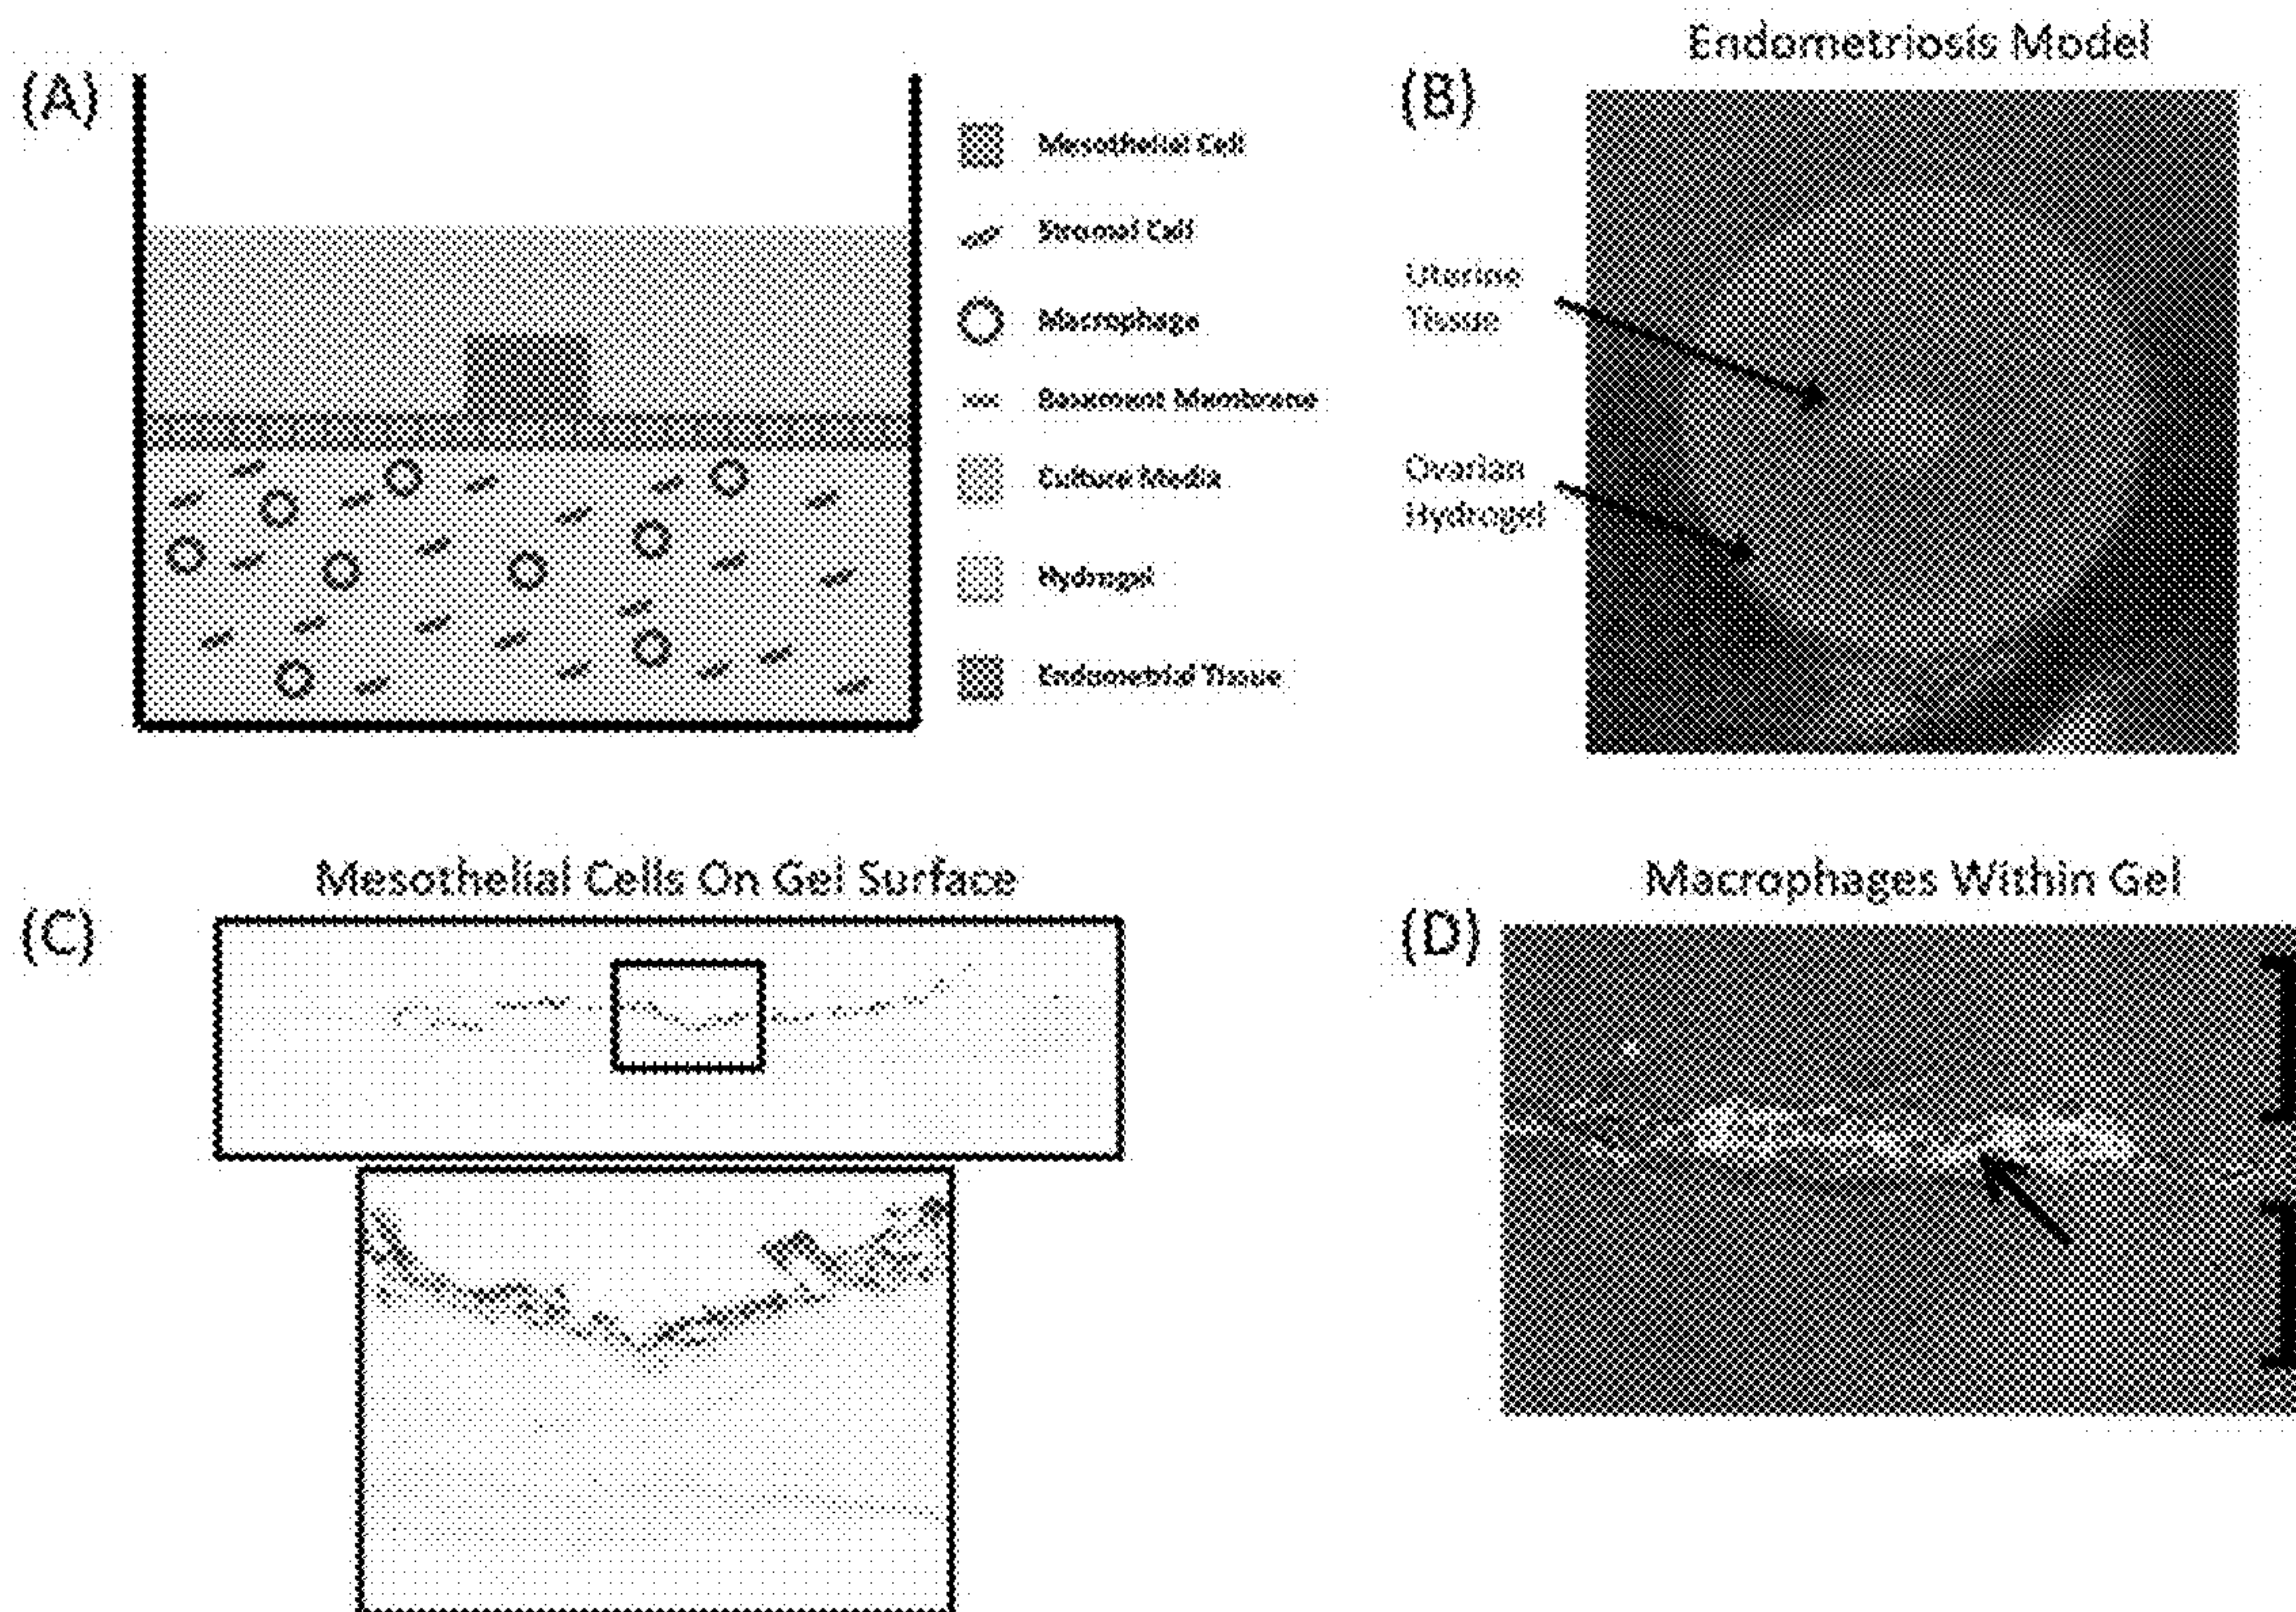 (A)
Mesothelial Cell
Stromal Cell
Macrophage
Basement Membrane
Culture Media
Hydrogel
Endometrial Tissue
(B)
Endometriosis Model
Uterine
Tissue
Ovarian
Hydrogel
(C)
Mesothelial Cells On Gel Surface
(D)
Macrophages Within Gel